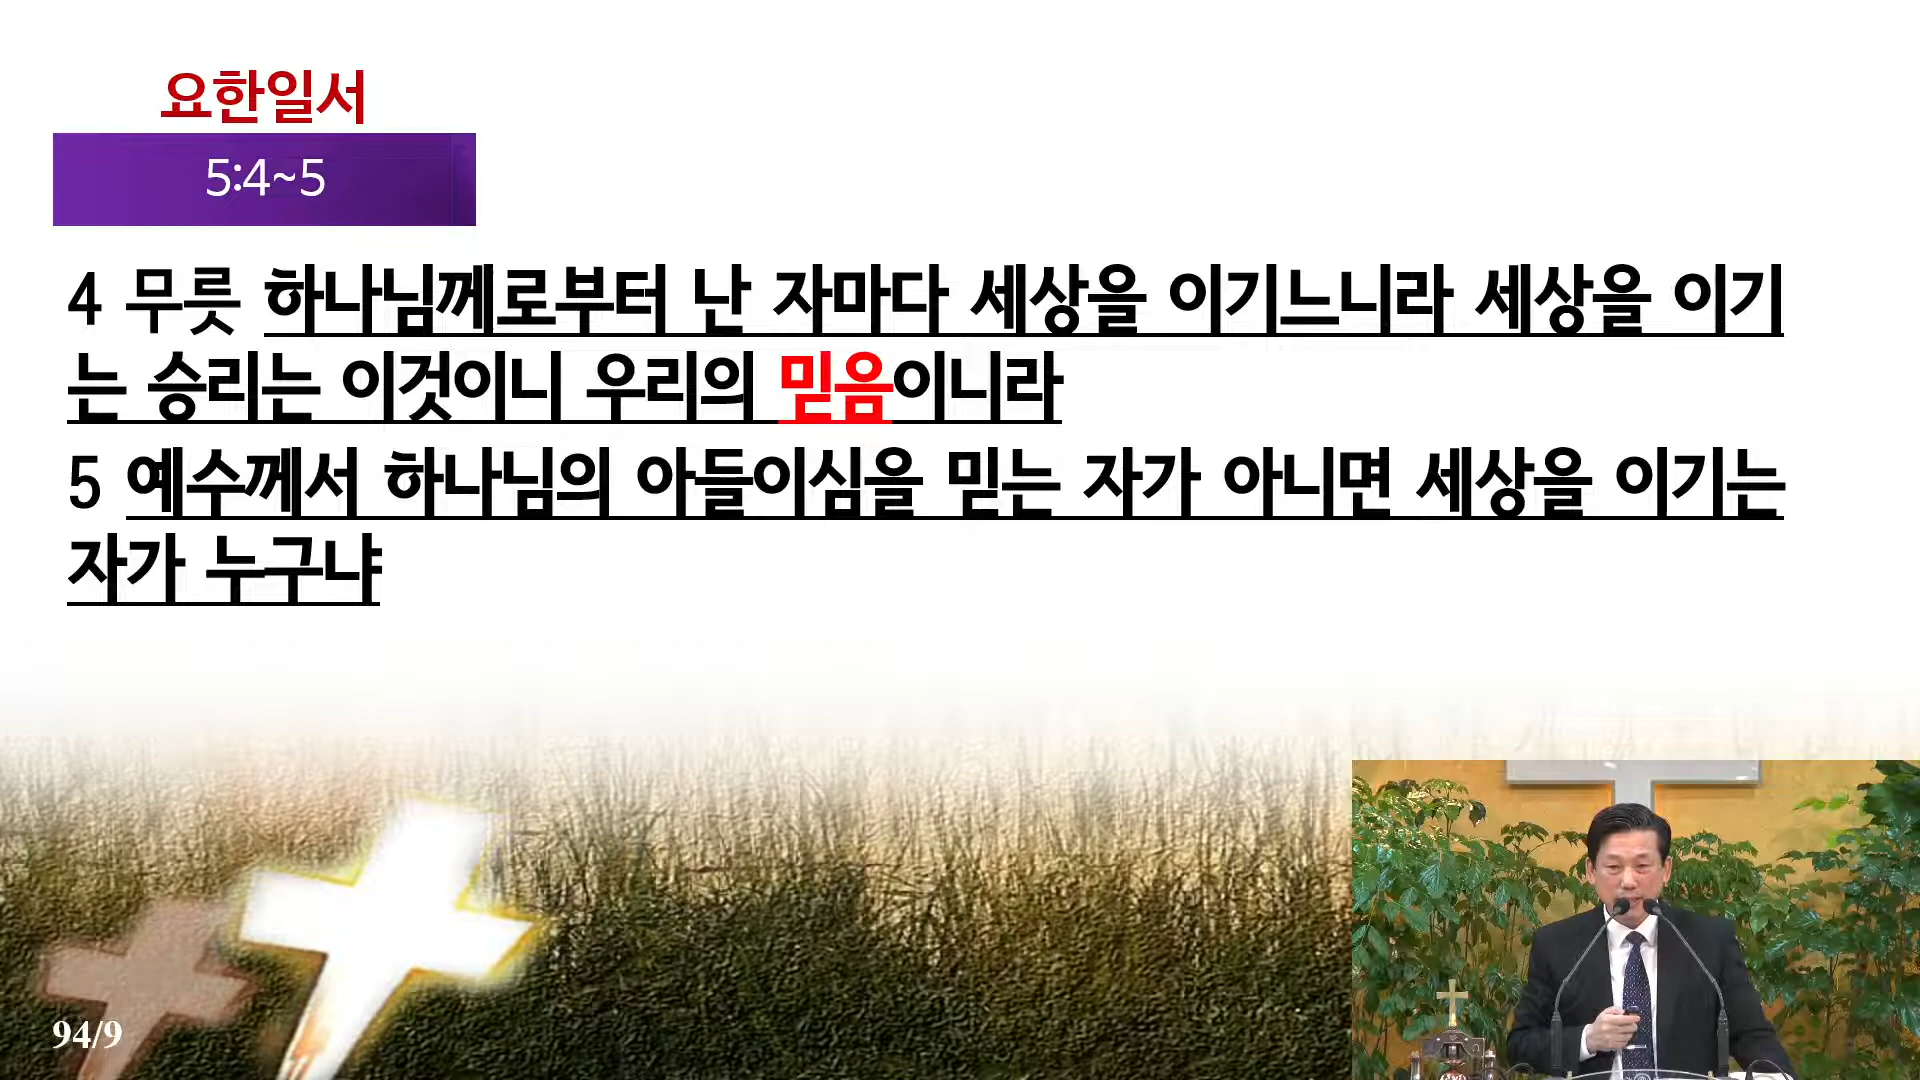 요한일서
5:4~5
4 무릇 하나님께로부터 난 자마다 세상을 이기느니라 세상을 이기
는 승리는 이것이니 우리의 믿음이니라
5 예수께서 하나님의 아들이심을 믿는 자가 아니면 세상을 이기는
자가 누구냐
94/9